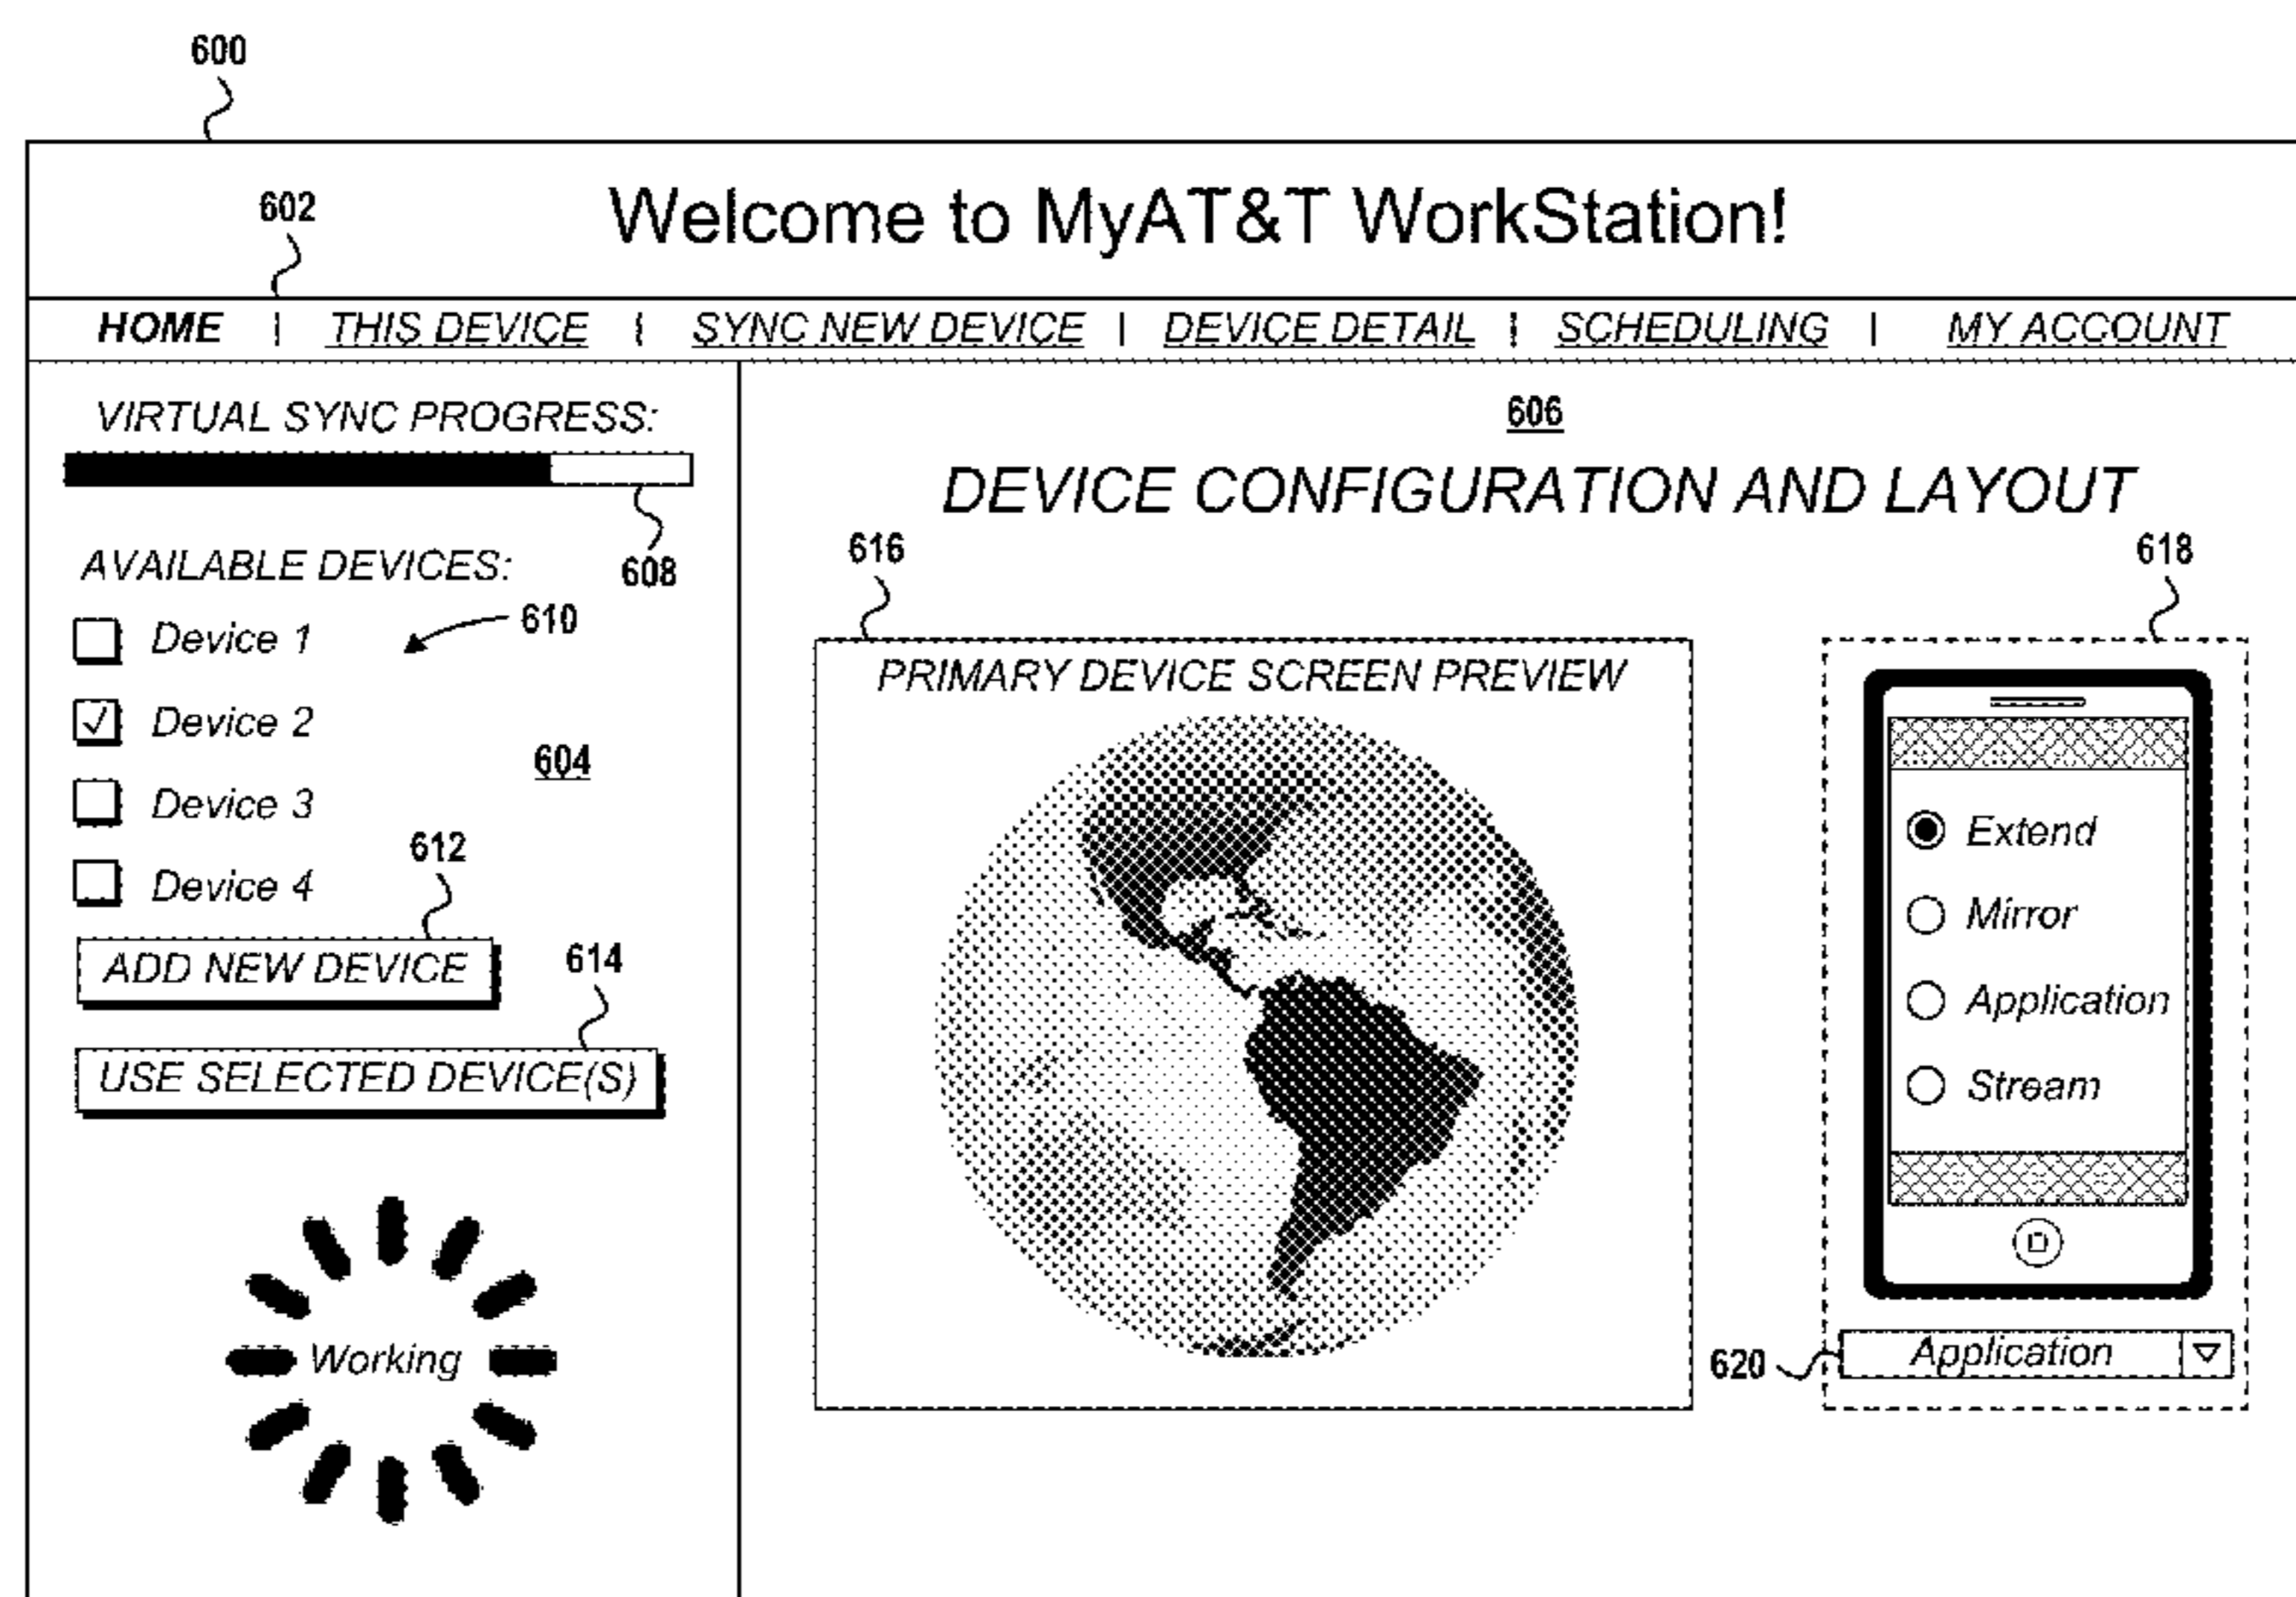 600
602
Welcome to MyAT&T WorkStation!
HOME | THIS DEVICE | SYNC NEW DEVICE | DEVICE DETAIL | SCHEDULING | MY ACCOUNT
VIRTUAL SYNC PROGRESS:
608
AVAILABLE DEVICES:
610
Device 1
Device 2
604
Device 3
Device 4
612
ADD NEW DEVICE
614
USE SELECTED DEVICE(S)
Working
606
DEVICE CONFIGURATION AND LAYOUT
616
PRIMARY DEVICE SCREEN PREVIEW
618
Extend
Mirror
Application
Stream
620
Application